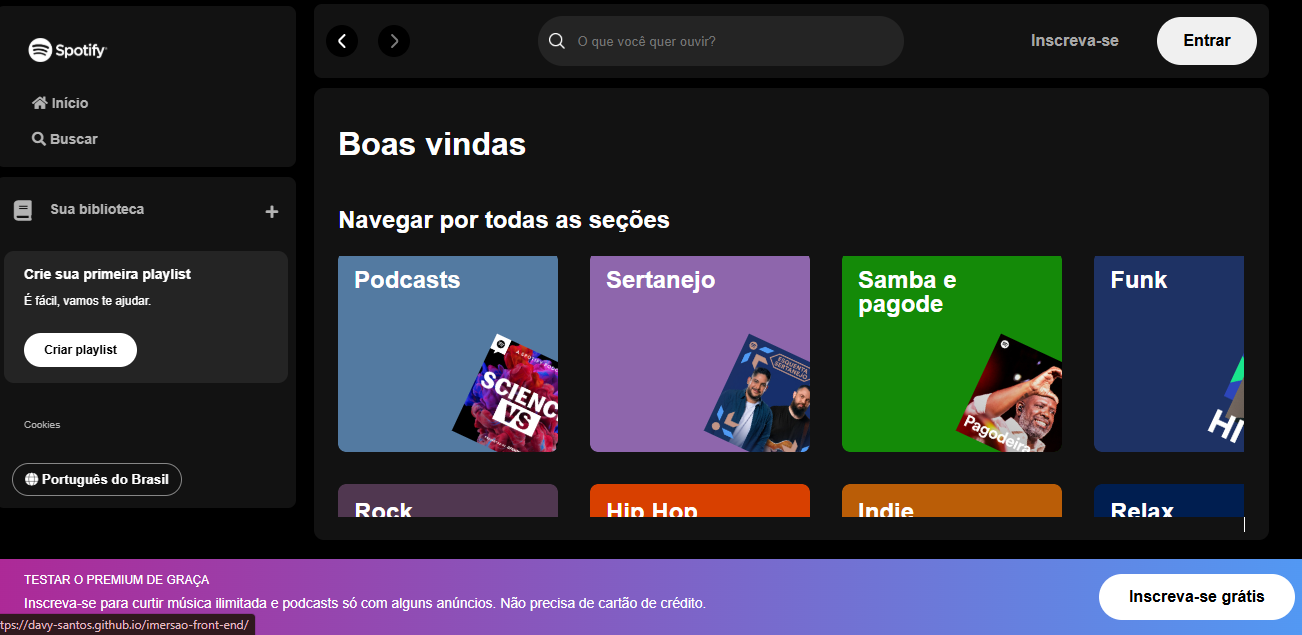 Spotify
Início
Buscar
Sua biblioteca
Crie sua primeira playlist
É fácil, vamos te ajudar.
Criar playlist
Cookies
Português do Brasil
O que você quer ouvir?
Inscreva-se
Entrar
Boas vindas
Navegar por todas as seções
Podcasts
SCIENC
VS
Sertanejo
ESQUENTA
SERTANEJO
Samba e
pagode
Pagodeira
Funk
HI
Rock
Hip Hop
Indie
Relax
TESTAR O PREMIUM DE GRAÇA
Inscreva-se para curtir música ilimitada e podcasts só com alguns anúncios. Não precisa de cartão de crédito.
Inscreva-se grátis
tps://davy-santos.github.io/imersao-front-end/